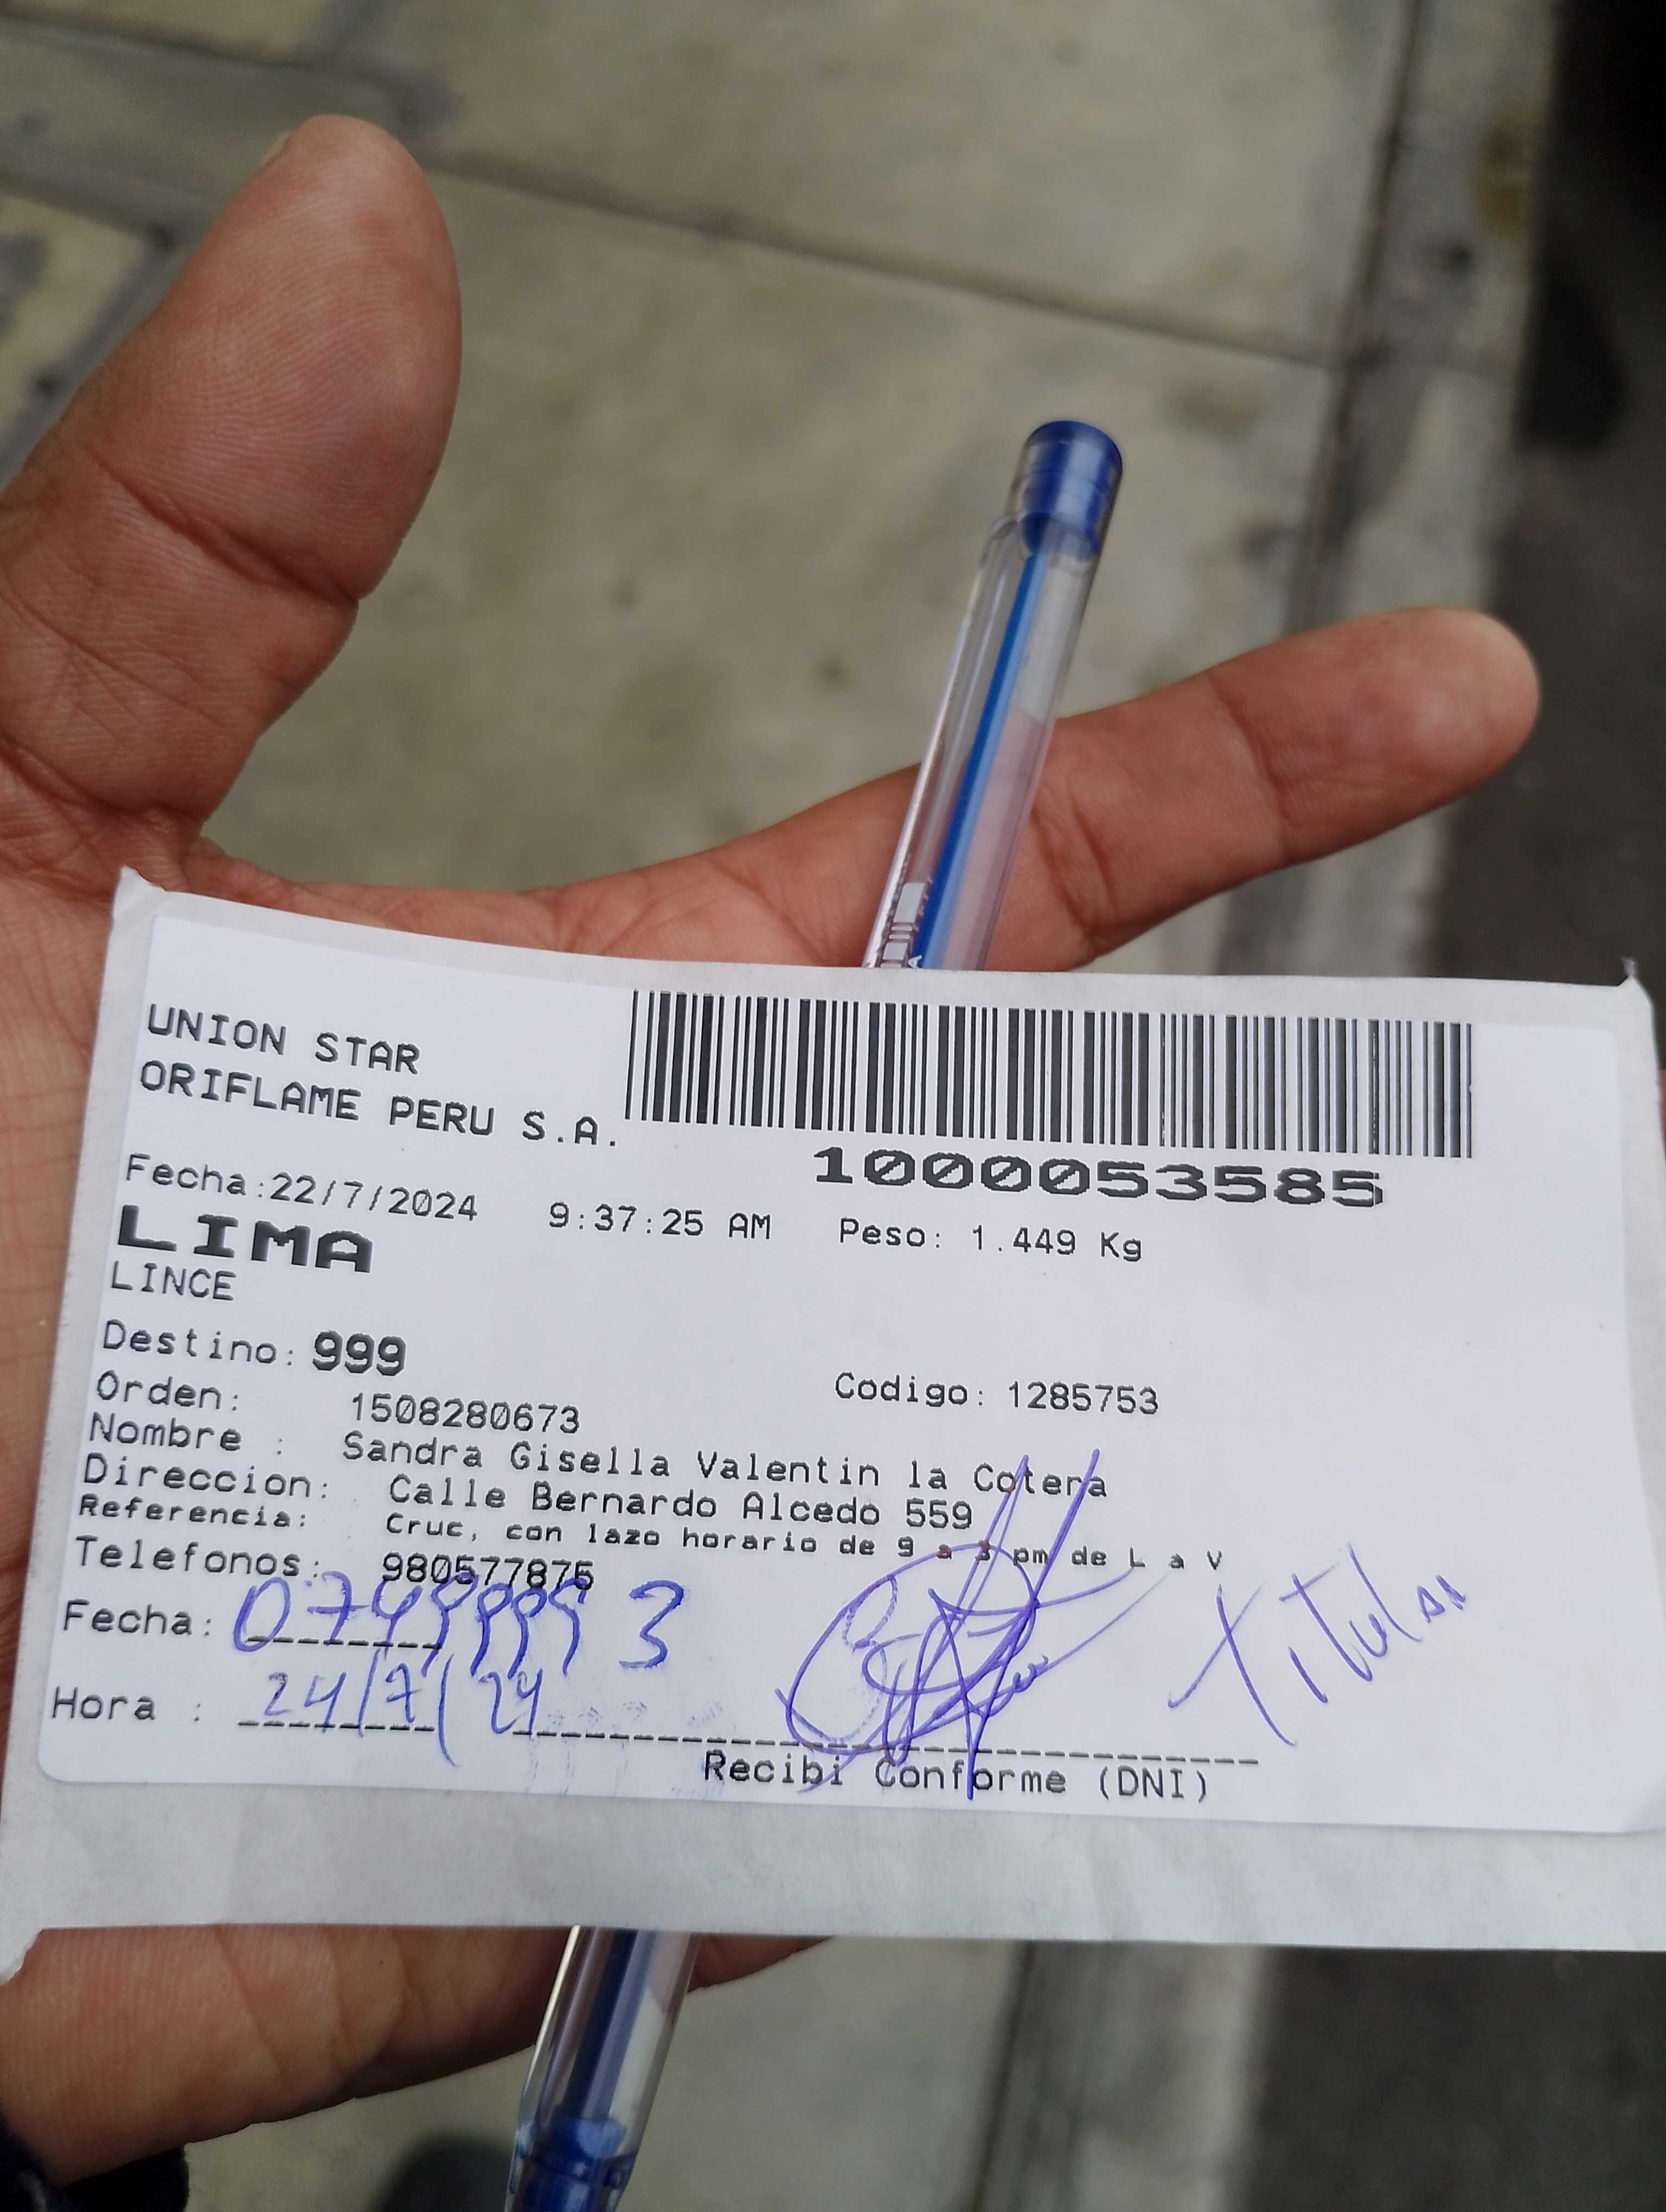 UNION STAR
ORIFLAME PERU S.A.
1000053585
Fecha:22/7/2024 9:37:25 AM Peso: 1.449 Kg
LIMA
LINCE
Destino: 999
Orden: 1508280673 Codigo: 1285753
Nombre : Sandra Gisella Valentin la Cotera
Direccion: Calle Bernardo Alcedo 559
Referencia: Cruc, con lazo horario de 9 a 3 pm de L a V
Telefonos: 980577875
Fecha:
Hora : 24/7/24
Titular
Recibi Conforme (DNI)